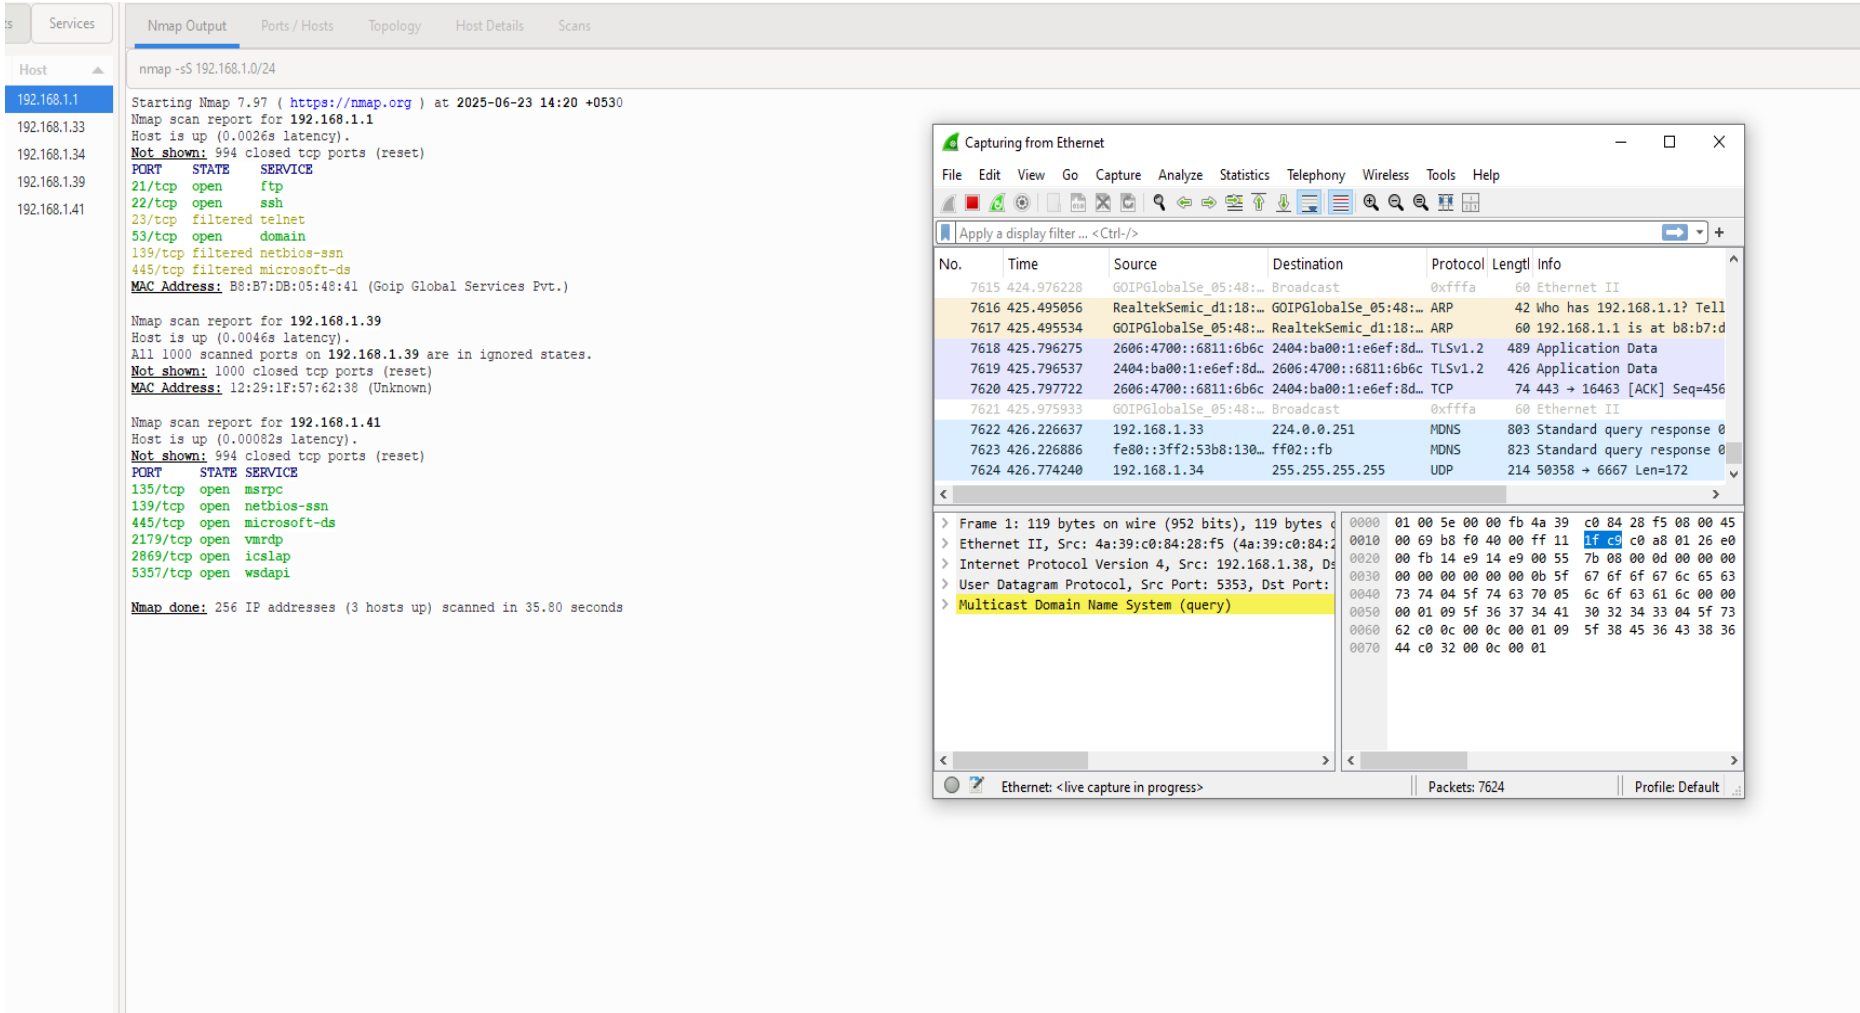 ts
Services
Nmap Output
Ports / Hosts
Topology
Host Details
Scans
Host
nmap -sS 192.168.1.0/24
192.168.1.1
192.168.1.33
192.168.1.34
192.168.1.39
192.168.1.41
Starting Nmap 7.97 ( https://nmap.org ) at 2025-06-23 14:20 +0530
Nmap scan report for 192.168.1.1
Host is up (0.0026s latency).
Not shown: 994 closed tcp ports (reset)
PORT STATE SERVICE
21/tcp open ftp
22/tcp open ssh
23/tcp filtered telnet
53/tcp open domain
139/tcp filtered netbios-ssn
445/tcp filtered microsoft-ds
MAC Address: B8:B7:DB:05:48:41 (Goip Global Services Pvt.)
Nmap scan report for 192.168.1.39
Host is up (0.0046s latency).
All 1000 scanned ports on 192.168.1.39 are in ignored states.
Not shown: 1000 closed tcp ports (reset)
MAC Address: 12:29:1F:57:62:38 (Unknown)
Nmap scan report for 192.168.1.41
Host is up (0.00082s latency).
Not shown: 994 closed tcp ports (reset)
PORT STATE SERVICE
135/tcp open msrpc
139/tcp open netbios-ssn
445/tcp open microsoft-ds
2179/tcp open vmrdp
2869/tcp open icslap
5357/tcp open wsdapi
Nmap done: 256 IP addresses (3 hosts up) scanned in 35.80 seconds
Capturing from Ethernet
File Edit View Go Capture Analyze Statistics Telephony Wireless Tools Help
Apply a display filter ... <Ctrl-/>
No. Time Source Destination Protocol Lengtl Info
7615 424.976228 GOIPGlobalSe_05:48:… Broadcast 0xfffa 60 Ethernet II
7616 425.495056 RealtekSemic_d1:18:… GOIPGlobalSe_05:48:… ARP 42 Who has 192.168.1.1? Tell
7617 425.495534 GOIPGlobalSe_05:48:… RealtekSemic_d1:18:… ARP 60 192.168.1.1 is at b8:b7:d
7618 425.796275 2606:4700::6811:6b6c 2404:ba00:1:e6ef:8d… TLSv1.2 489 Application Data
7619 425.796537 2404:ba00:1:e6ef:8d… 2606:4700::6811:6b6c TLSv1.2 426 Application Data
7620 425.797722 2606:4700::6811:6b6c 2404:ba00:1:e6ef:8d… TCP 74 443 → 16463 [ACK] Seq=456
7621 425.975933 GOIPGlobalSe_05:48:… Broadcast 0xfffa 60 Ethernet II
7622 426.226637 192.168.1.33 224.0.0.251 MDNS 803 Standard query response 0
7623 426.226886 fe80::3ff2:53b8:130… ff02::fb MDNS 823 Standard query response 0
7624 426.774240 192.168.1.34 255.255.255.255 UDP 214 50358 → 6667 Len=172
Frame 1: 119 bytes on wire (952 bits), 119 bytes c
Ethernet II, Src: 4a:39:c0:84:28:f5 (4a:39:c0:84:2
Internet Protocol Version 4, Src: 192.168.1.38, Ds
User Datagram Protocol, Src Port: 5353, Dst Port:
Multicast Domain Name System (query)
0000 01 00 5e 00 00 fb 4a 39 c0 84 28 f5 08 00 45
0010 00 69 b8 f0 40 00 ff 11 1f c9 c0 a8 01 26 e0
0020 00 fb 14 e9 14 e9 00 55 7b 08 00 0d 00 00 00
0030 00 00 00 00 00 00 0b 5f 67 6f 6f 67 6c 65 63
0040 73 74 04 5f 74 63 70 05 6c 6f 63 61 6c 00 00
0050 00 01 09 5f 36 37 34 41 30 32 34 33 04 5f 73
0060 62 c0 0c 00 0c 00 01 09 5f 38 45 36 43 38 36
0070 44 c0 32 00 0c 00 01
Ethernet: <live capture in progress>
Packets: 7624
Profile: Default